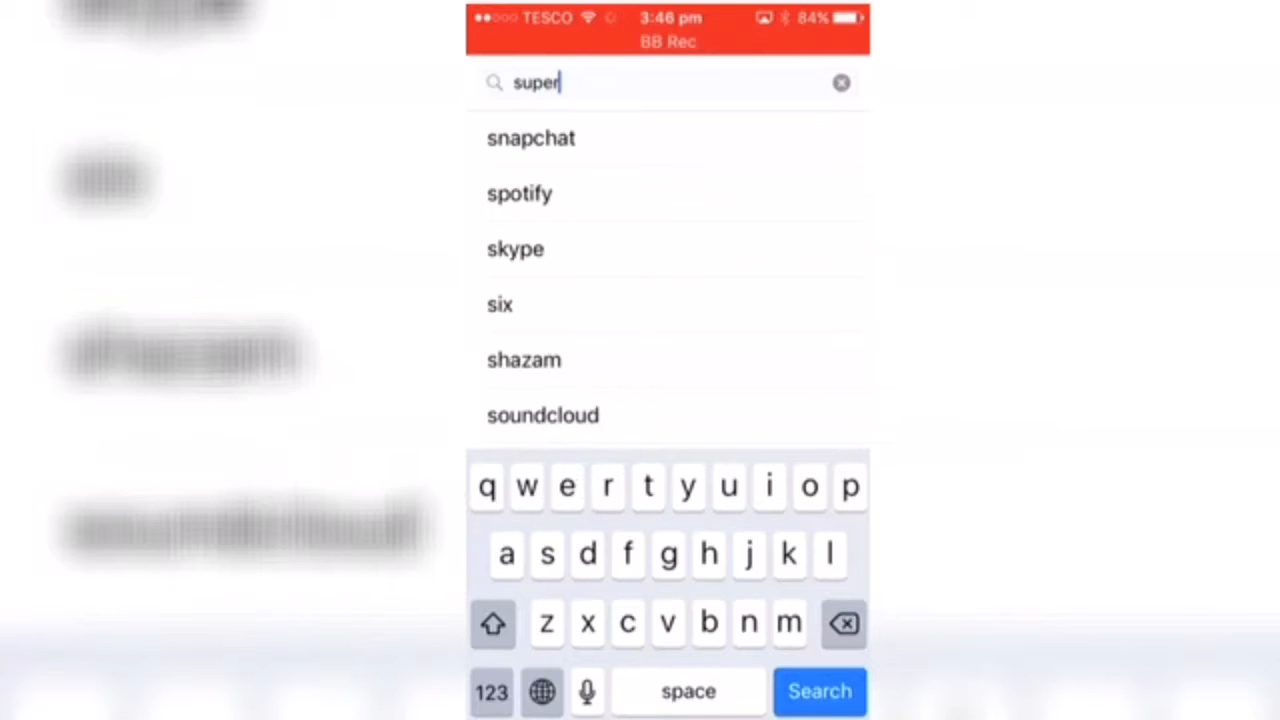 TESCO 3:46 pm 84%
BB Rec
super
snapchat
spotify
skype
six
shazam
soundcloud
q w e r t y u i o p
a s d f g h j k l
z x c v b n m
123 space Search